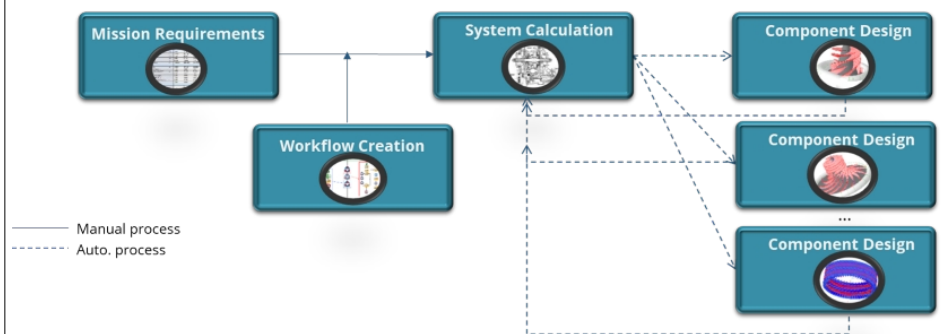 Mission Requirements
System Calculation
Component Design
Workflow Creation
Component Design
...
Component Design
Manual process
Auto. process